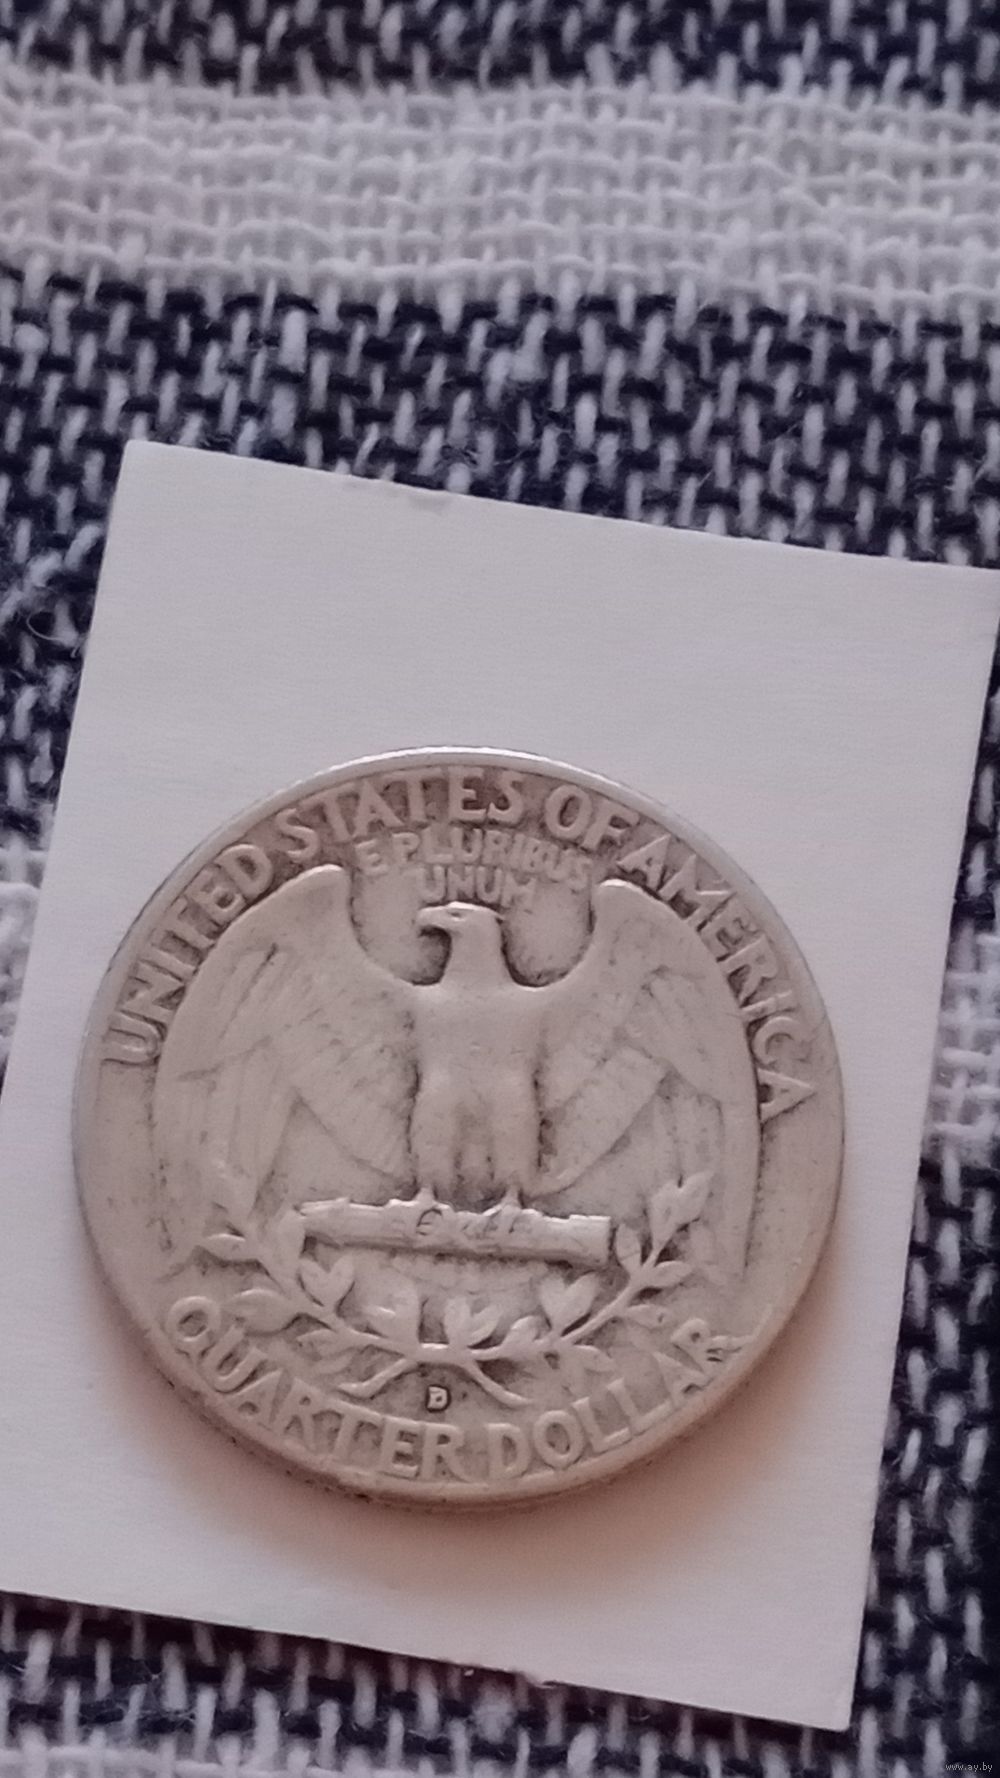 UNITED STATES OF AMERICA
E PLURIBUS
UNUM
D
QUARTER DOLLAR
www.ay.by